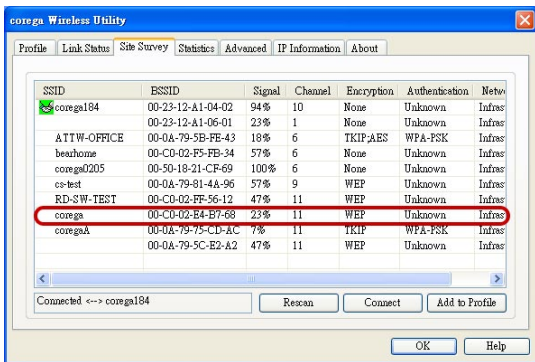 corega Wireless Utility
Profile Link Status Site Survey Statistics Advanced IP Information About
SSID BSSID Signal Channel Encryption Authentication Netw
corega184 00-23-12-A1-04-02 94% 10 None Unknown Infras
00-23-12-A1-06-01 23% 1 None Unknown Infras
ATTW-OFFICE 00-0A-79-5B-FE-43 18% 6 TKIP;AES WPA-PSK Infras
bearhome 00-C0-02-F5-FB-34 57% 6 None Unknown Infras
corega0205 00-50-18-21-CF-69 100% 6 None Unknown Infras
cs-test 00-0A-79-81-4A-96 57% 9 WEP Unknown Infras
RD-SW-TEST 00-C0-02-FF-56-12 47% 11 WEP Unknown Infras
corega 00-C0-02-E4-B7-68 23% 11 WEP Unknown Infras
coregaA 00-0A-79-75-CD-AC 7% 11 TKIP WPA-PSK Infras
00-0A-79-5C-E2-A2 47% 11 WEP Unknown Infras
Connected <--> corega184 Rescan Connect Add to Profile
OK Help